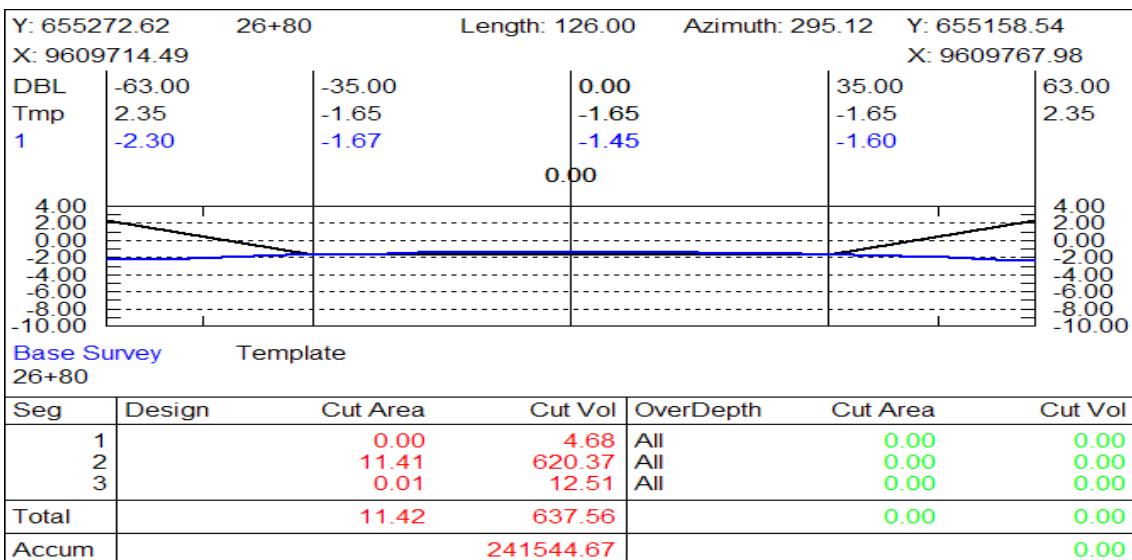 Y: 655272.62 26+80 Length: 126.00 Azimuth: 295.12 Y: 655158.54
X: 9609714.49 X: 9609767.98
DBL -63.00 -35.00 0.00 35.00 63.00
Tmp 2.35 -1.65 -1.65 -1.65 2.35
1 -2.30 -1.67 -1.45 -1.60
0.00
4.00 4.00
2.00 2.00
0.00 0.00
-2.00 -2.00
-4.00 -4.00
-6.00 -6.00
-8.00 -8.00
-10.00 -10.00
Base Survey Template
26+80
Seg Design Cut Area Cut Vol OverDepth Cut Area Cut Vol
1 0.00 4.68 All 0.00 0.00
2 11.41 620.37 All 0.00 0.00
3 0.01 12.51 All 0.00 0.00
Total 11.42 637.56 0.00 0.00
Accum 241544.67 0.00